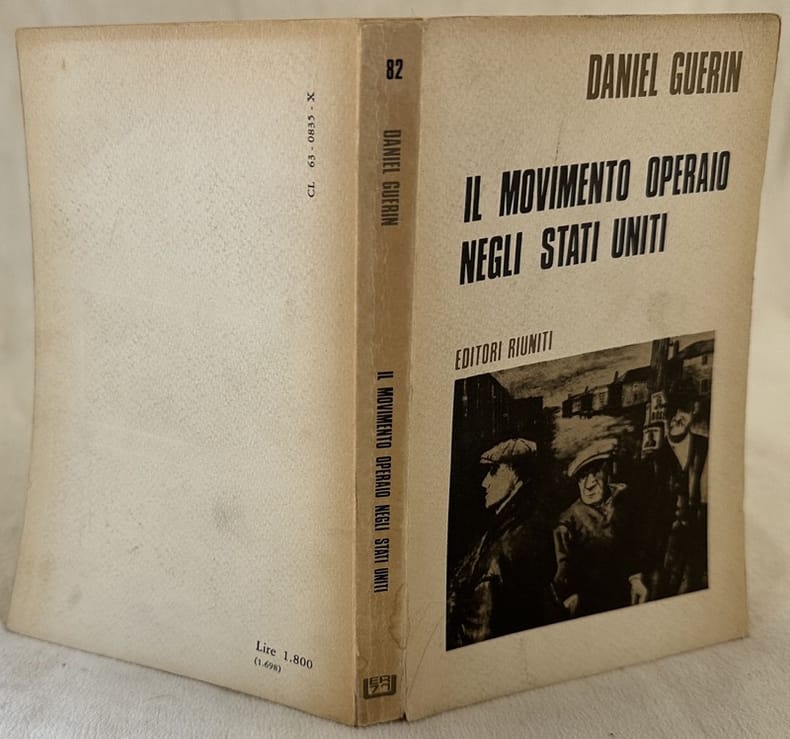 CL 63 - 0835 - X
Lire 1.800
(1.698)
82
DANIEL GUERIN
IL MOVIMENTO OPERAIO NEGLI STATI UNITI
ER
DANIEL GUERIN
IL MOVIMENTO OPERAIO
NEGLI STATI UNITI
EDITORI RIUNITI